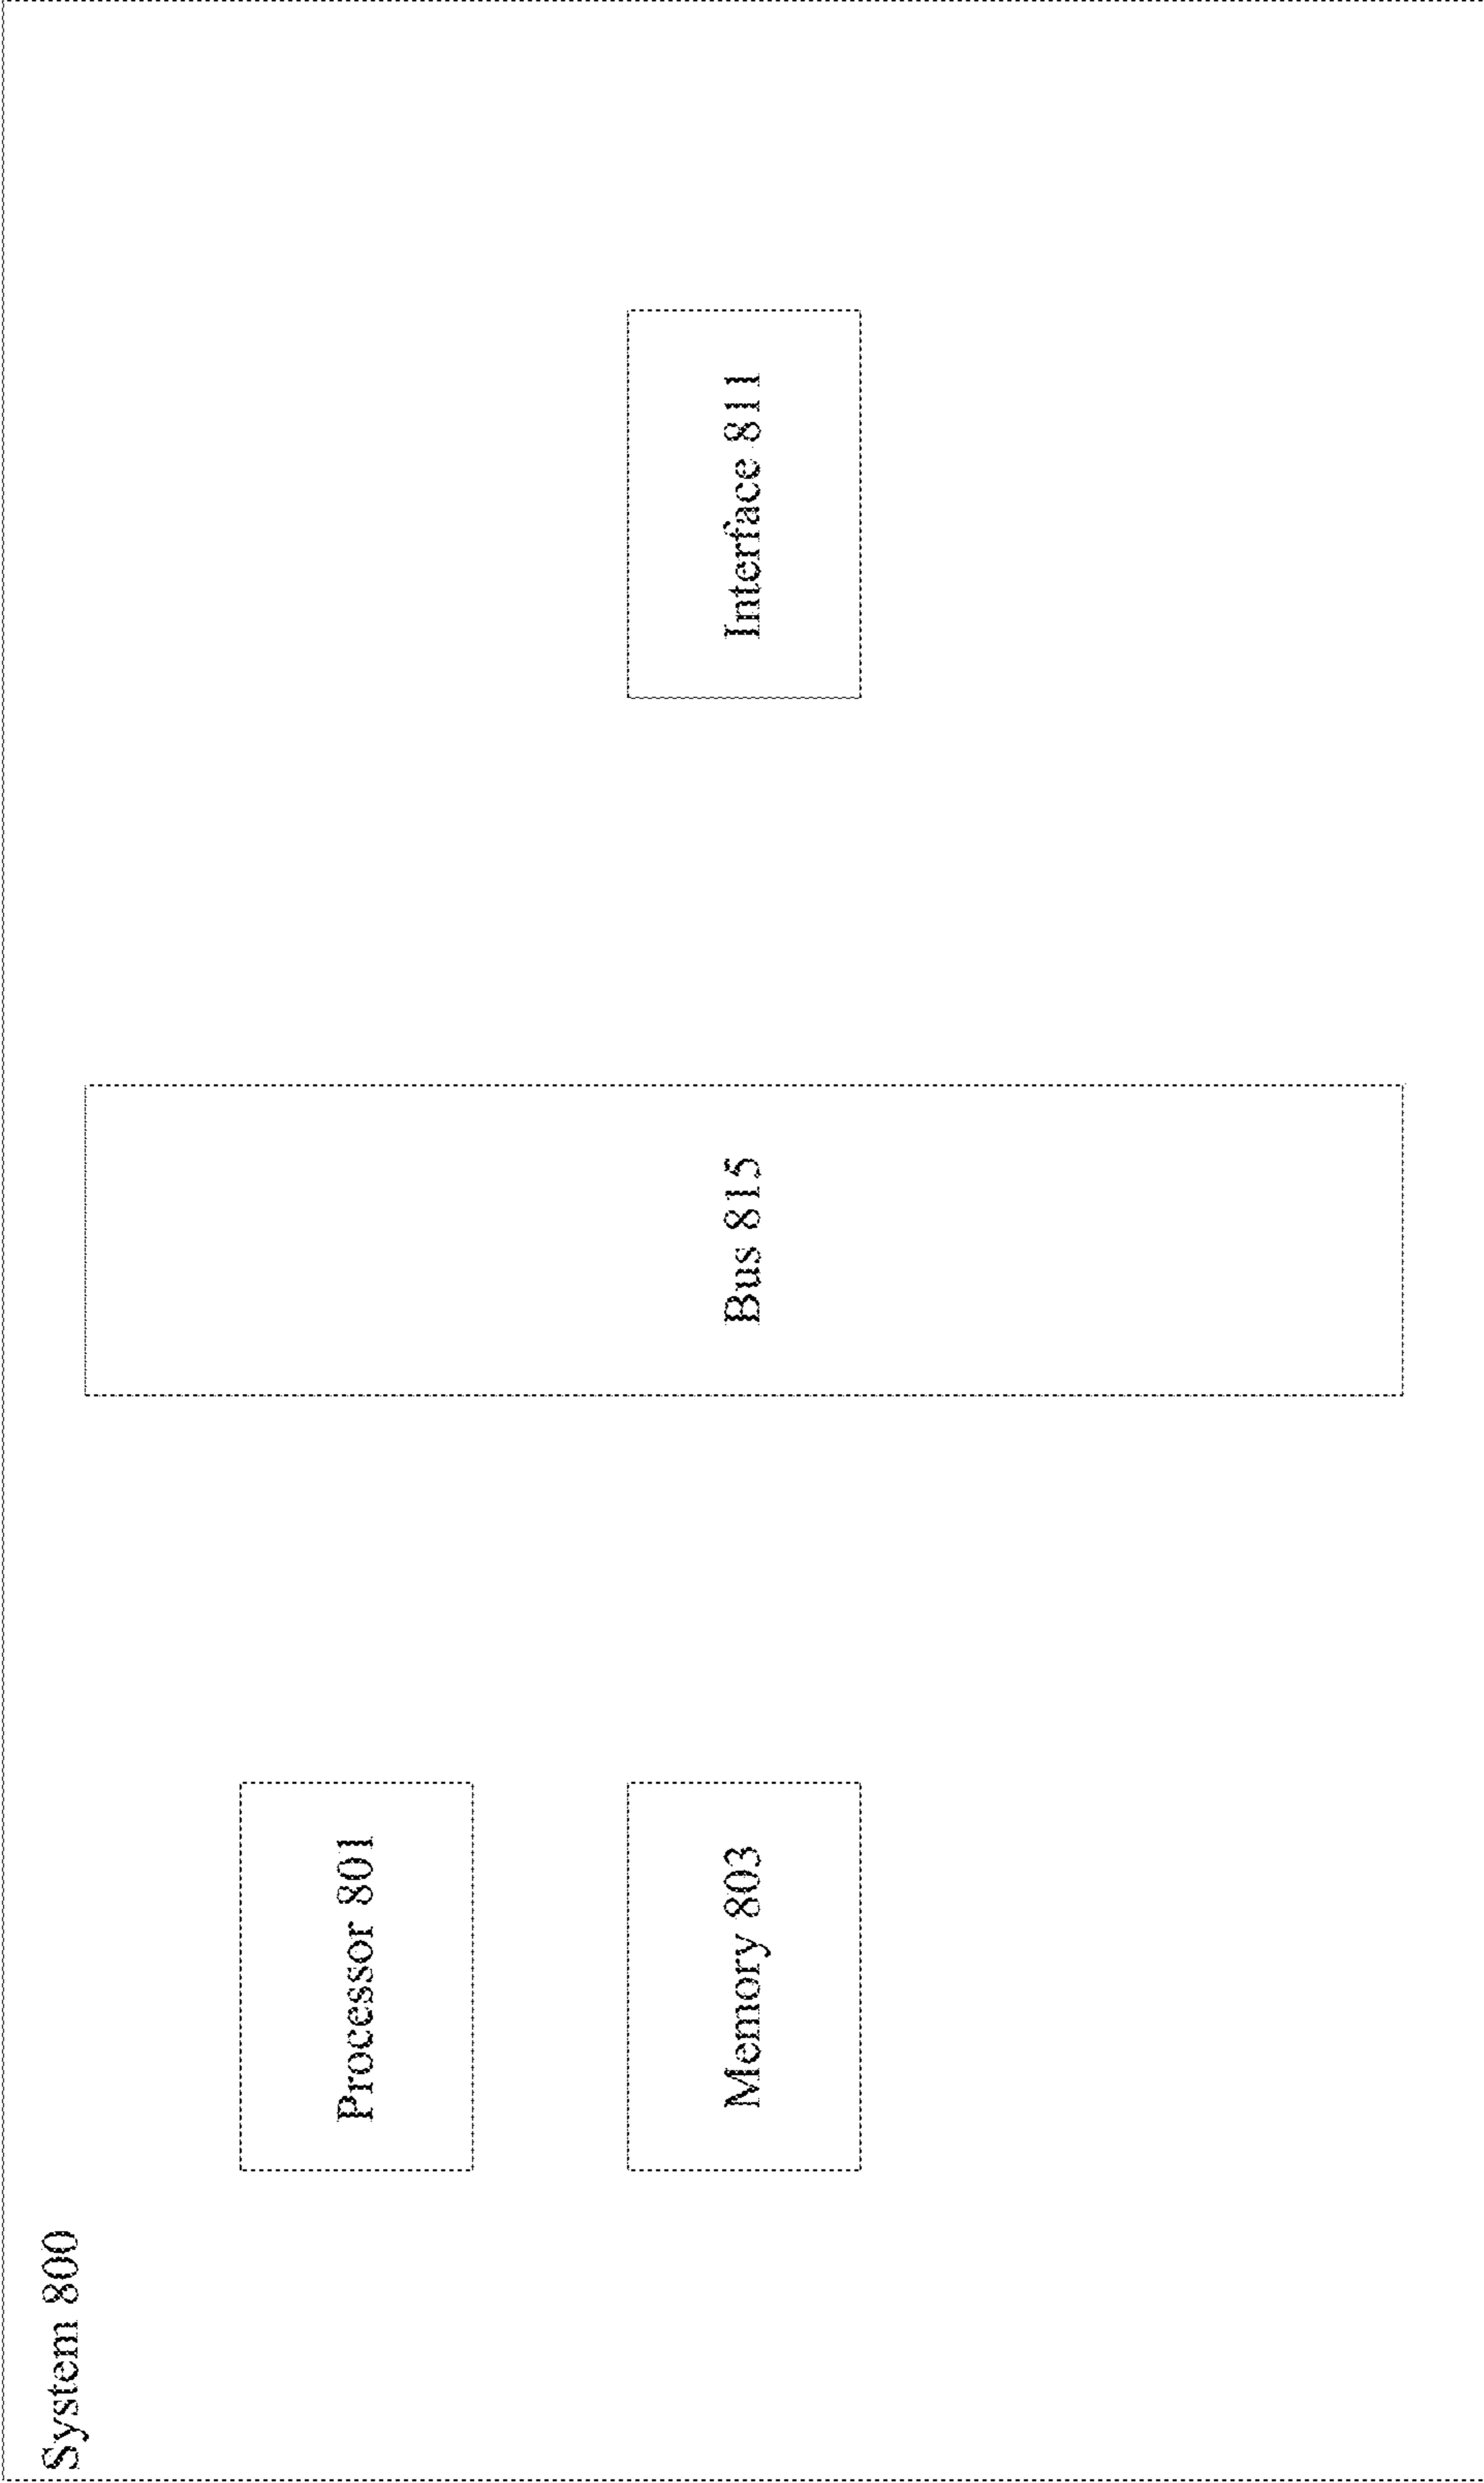 System 800
Processor 801
Memory 803
Bus 815
Interface 811